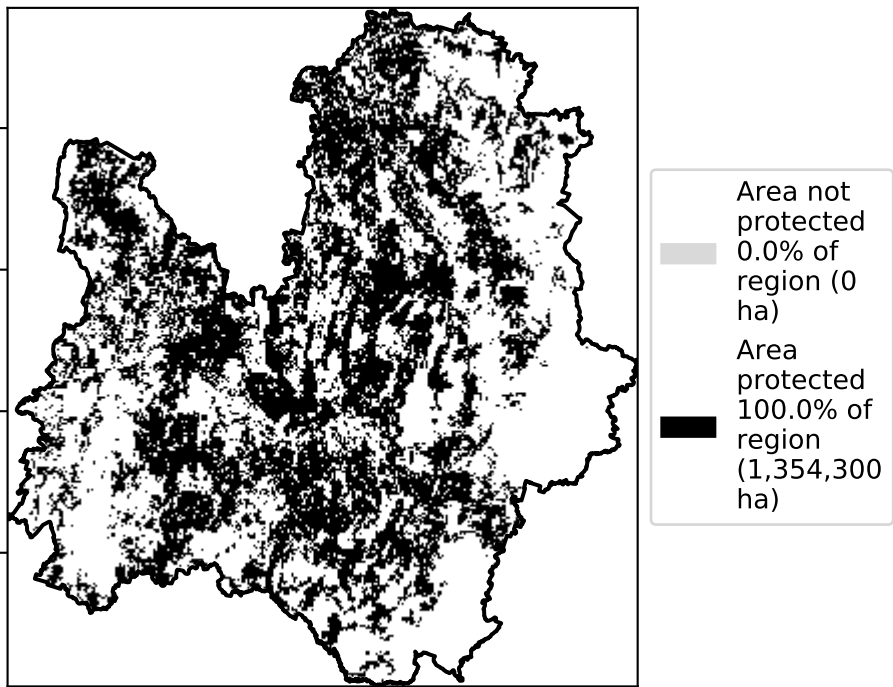 Area not
protected
0.0% of
region (0
ha)
Area
protected
100.0% of
region
(1,354,300
ha)